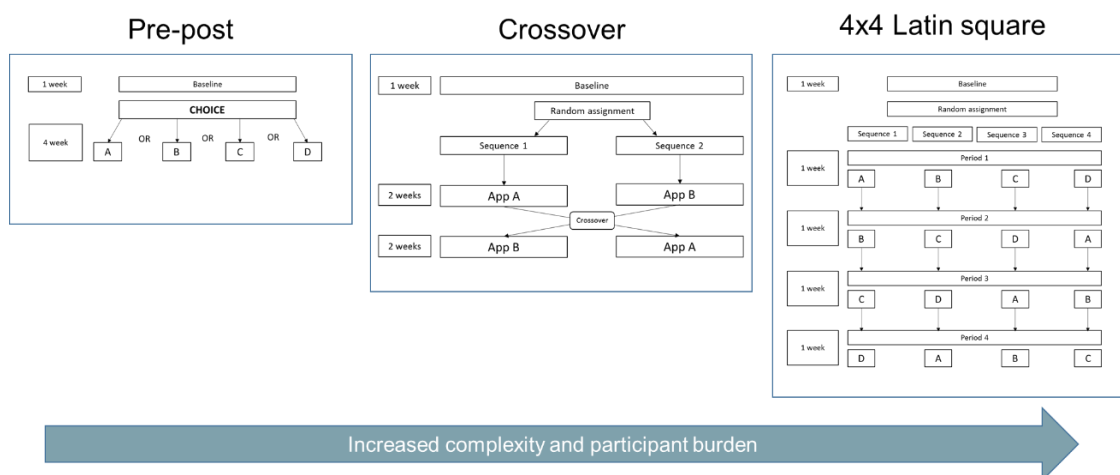 Pre-post
1 week
Baseline
CHOICE
4 week
A OR B OR C OR D
Crossover
1 week
Baseline
Random assignment
Sequence 1
Sequence 2
2 weeks
App A
App B
Crossover
2 weeks
App B
App A
4x4 Latin square
1 week
Baseline
Random assignment
Sequence 1
Sequence 2
Sequence 3
Sequence 4
1 week
Period 1
A B C D
1 week
Period 2
B C D A
1 week
Period 3
C D A B
1 week
Period 4
D A B C
Increased complexity and participant burden